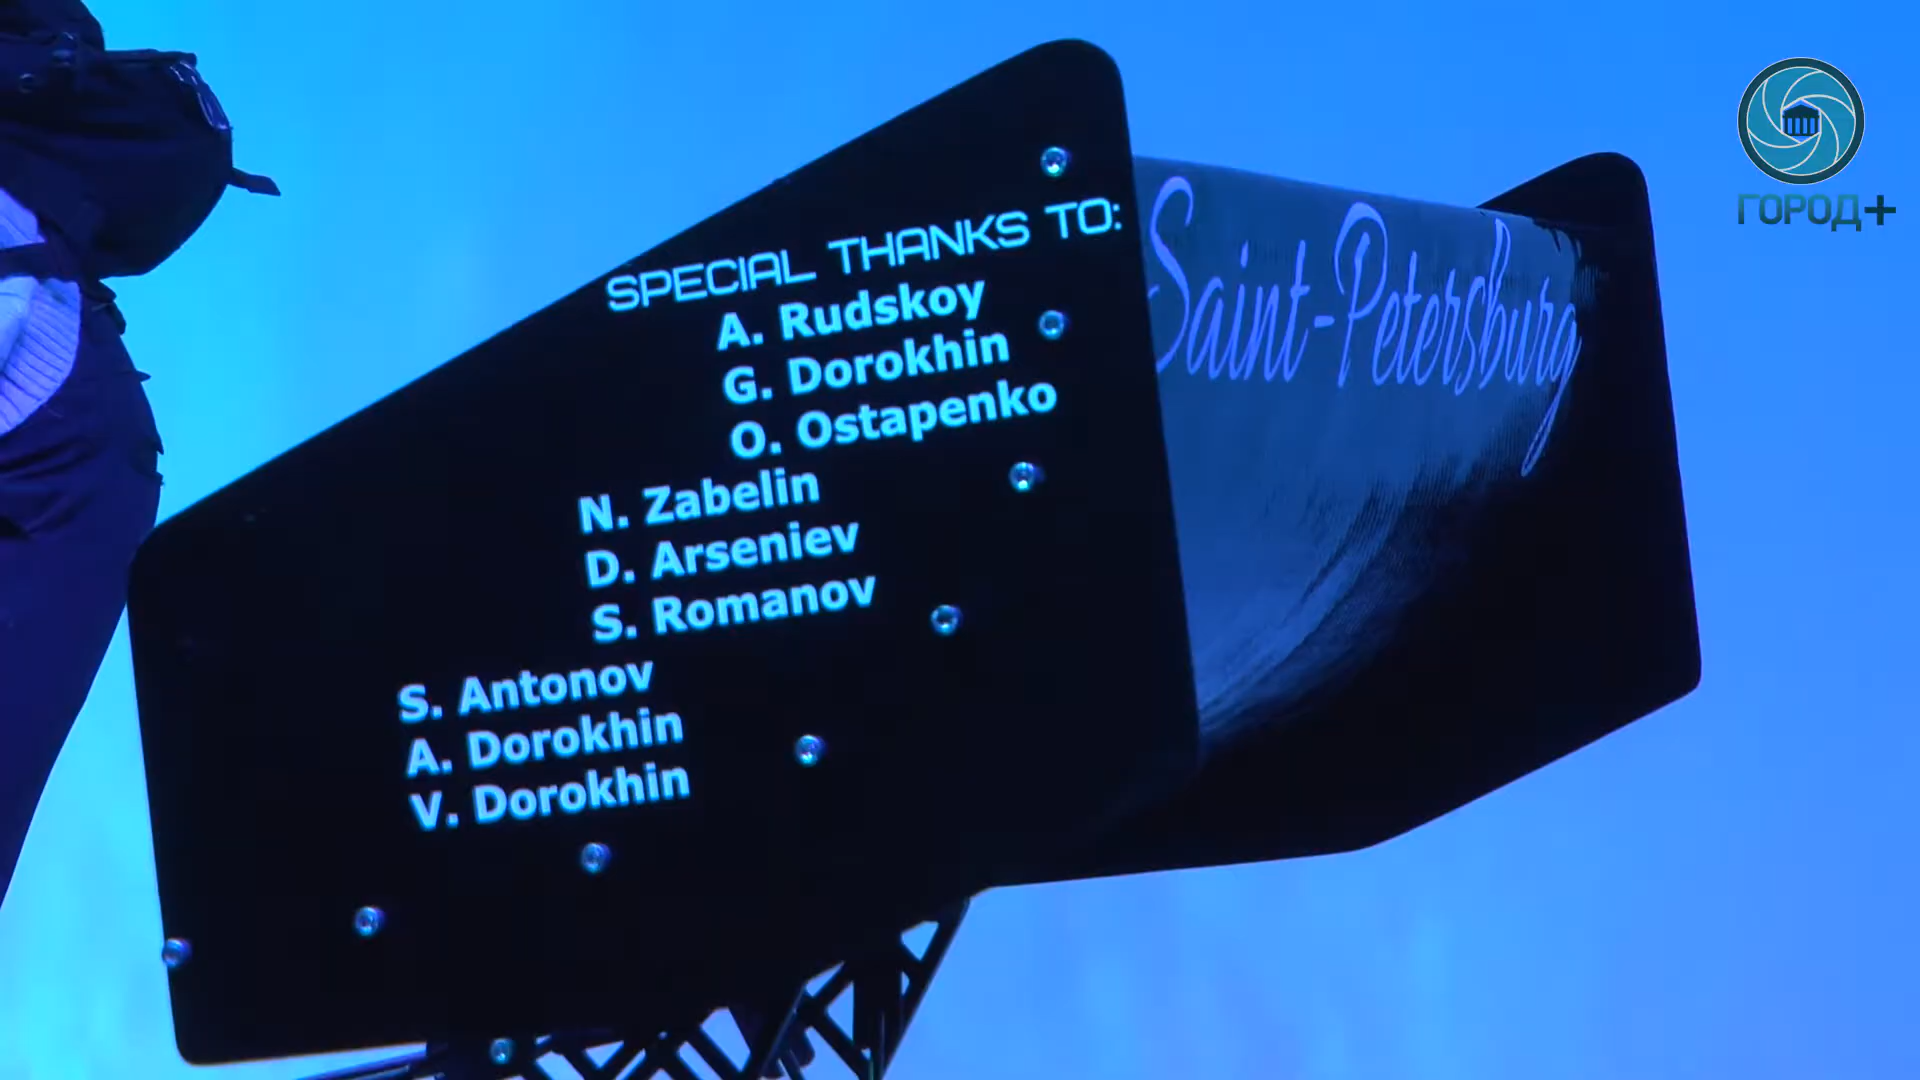 SPECIAL THANKS TO:
A. Rudskoy
G. Dorokhin
O. Ostapenko
N. Zabelin
D. Arseniev
S. Romanov
S. Antonov
A. Dorokhin
V. Dorokhin
Saint-Petersburg
ГОРОД+